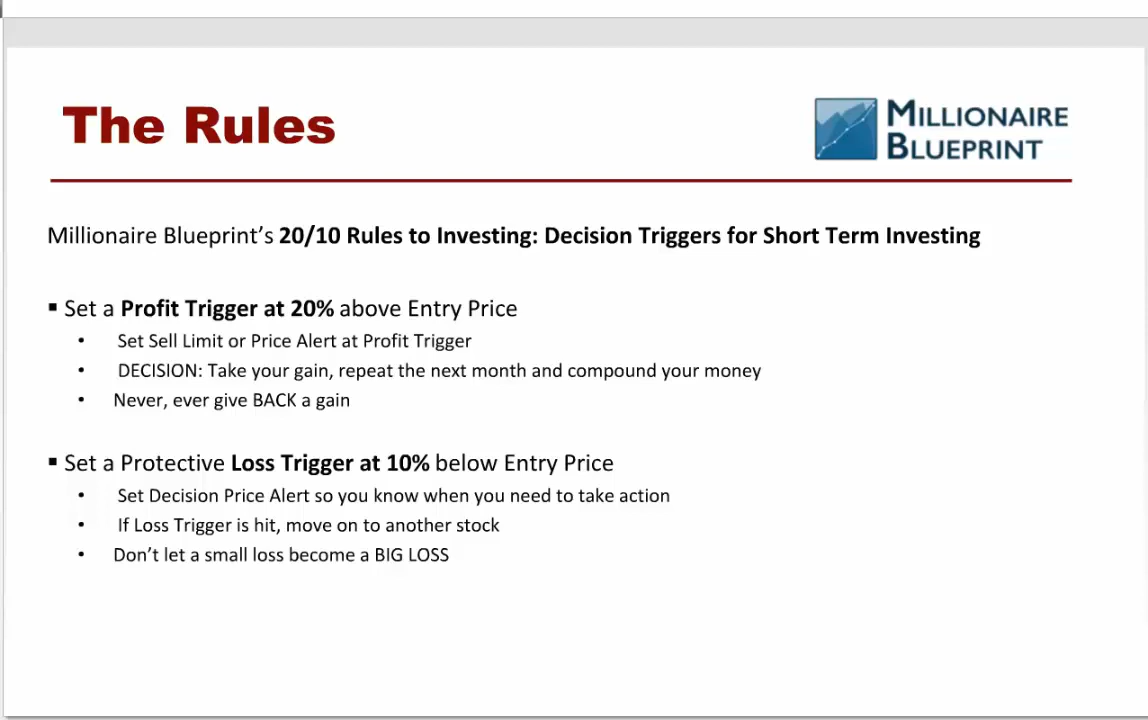 The Rules
MILLIONAIRE
BLUEPRINT
Millionaire Blueprint’s 20/10 Rules to Investing: Decision Triggers for Short Term Investing
▪ Set a Profit Trigger at 20% above Entry Price
• Set Sell Limit or Price Alert at Profit Trigger
• DECISION: Take your gain, repeat the next month and compound your money
• Never, ever give BACK a gain
▪ Set a Protective Loss Trigger at 10% below Entry Price
• Set Decision Price Alert so you know when you need to take action
• If Loss Trigger is hit, move on to another stock
• Don’t let a small loss become a BIG LOSS